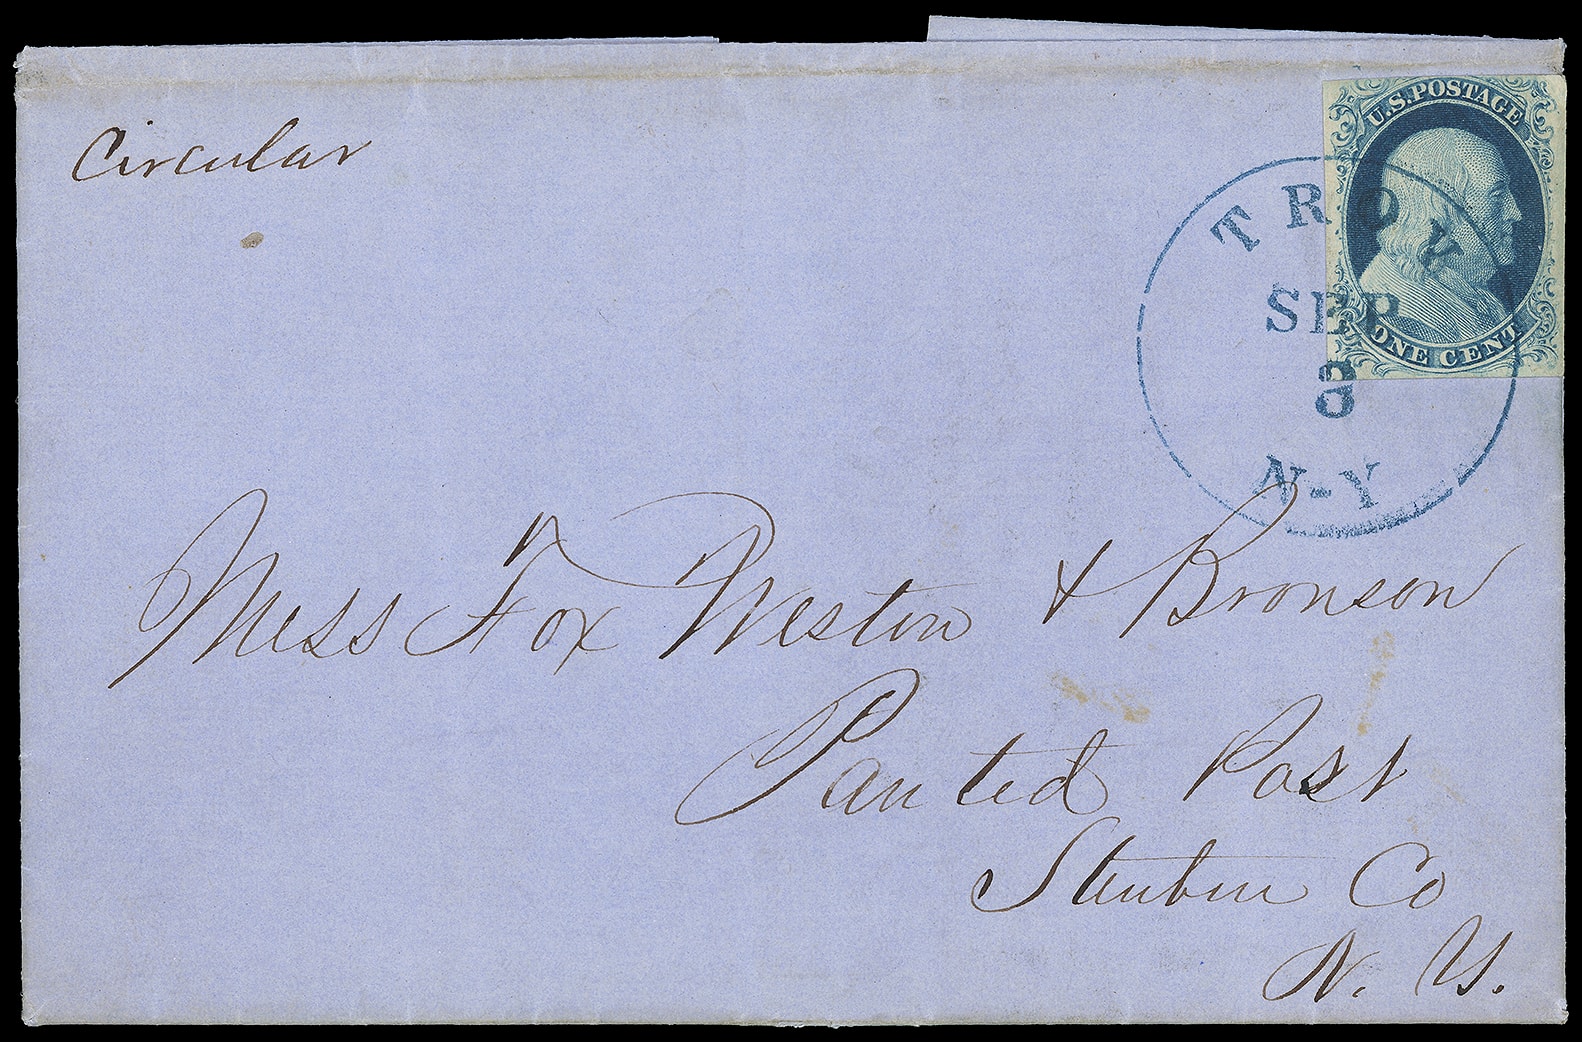 Circular
U.S. POSTAGE
ONE CENT
TROY
SEP
8
N-Y
Mess Fox Weston & Bronson
Painted Post
Steuben Co
N. Y.